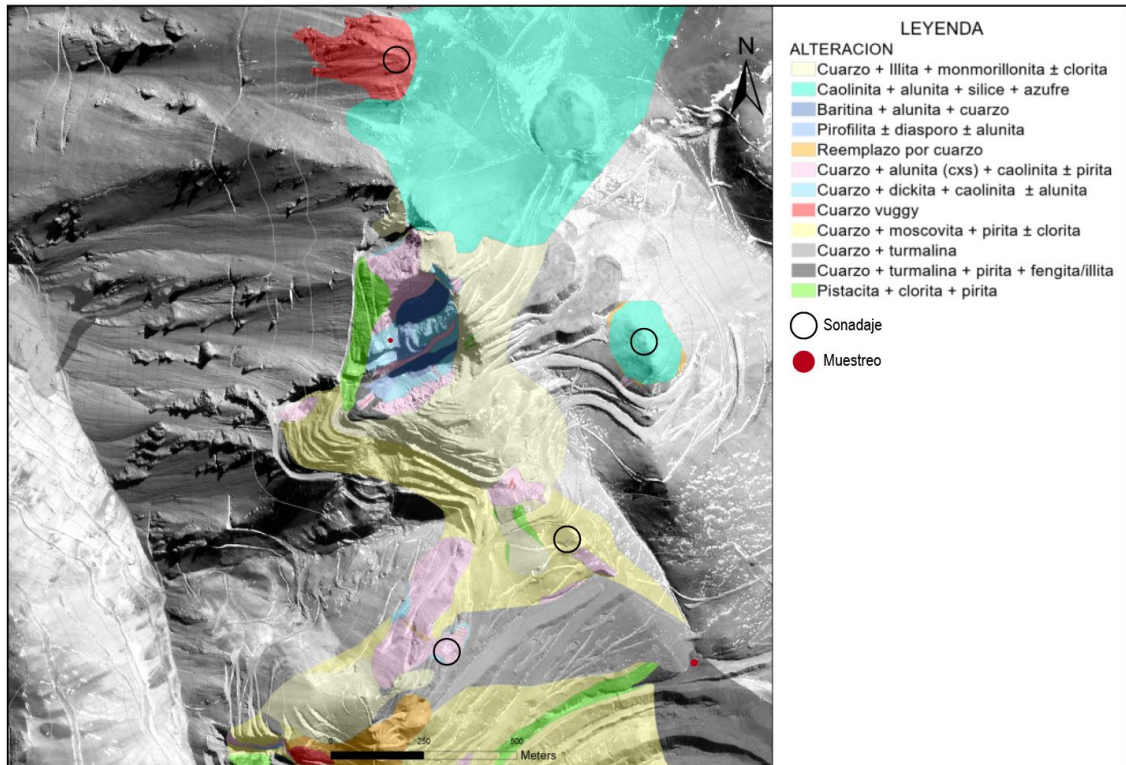 N
0 250 500
Meters
LEYENDA
ALTERACION
Cuarzo + Illita + monmorillonita ± clorita
Caolinita + alunita + silice + azufre
Baritina + alunita + cuarzo
Pirofilita ± diasporo ± alunita
Reemplazo por cuarzo
Cuarzo + alunita (cxs) + caolinita ± pirita
Cuarzo + dickita + caolinita ± alunita
Cuarzo vuggy
Cuarzo + moscovita + pirita ± clorita
Cuarzo + turmalina
Cuarzo + turmalina + pirita + fengita/illita
Pistacita + clorita + pirita
Sonadaje
Muestreo